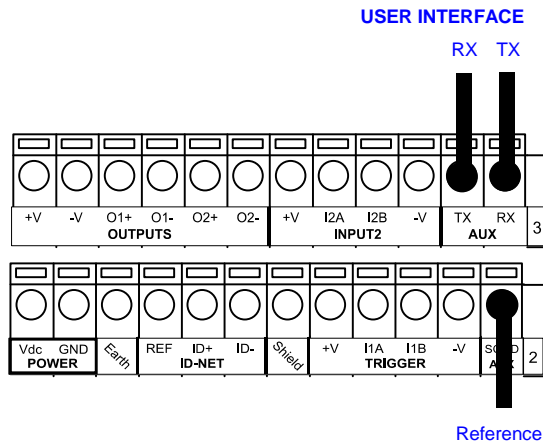 USER INTERFACE
RX TX
+V -V O1+ O1- O2+ O2- +V I2A I2B -V TX RX
OUTPUTS INPUT2 AUX 3
Vdc GND Earth REF ID+ ID- Shield +V I1A I1B -V
POWER ID-NET TRIGGER 2
Reference